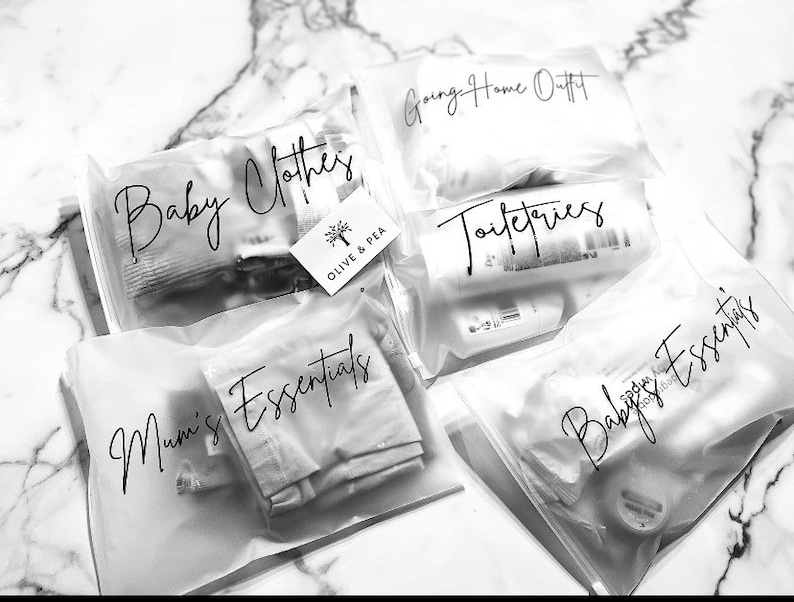 Going Home Outfit
Baby Clothes
Toiletries
OLIVE & PEA
Mum's Essentials
Baby's Essentials